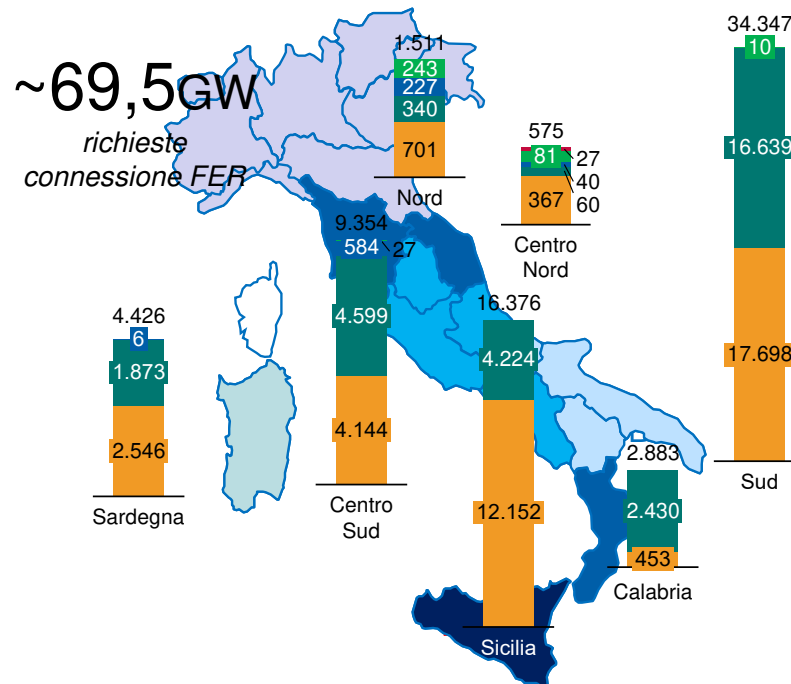 ~69,5GW
richieste
connessione FER
1.511
243
227
340
701
Nord
575
81
27
40
60
367
Centro
Nord
34.347
10
16.639
17.698
Sud
9.354
584
27
4.599
4.144
Centro
Sud
4.426
6
1.873
2.546
Sardegna
16.376
4.224
12.152
Sicilia
2.883
2.430
453
Calabria